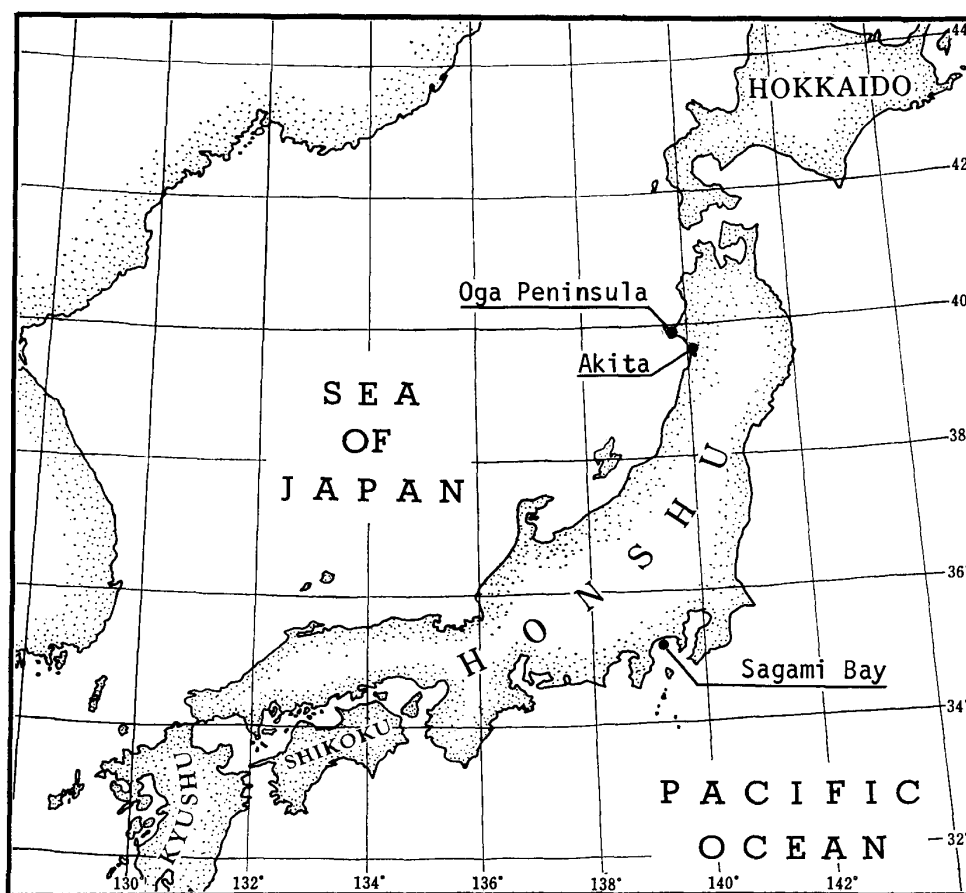 44
HOKKAIDO
42
Oga Peninsula
40
Akita
SEA
OF
JAPAN
38
HONSHU
36
Sagami Bay
34
SHIKOKU
KYUSHU
PACIFIC
OCEAN
32
130 132 134 136 138 140 142